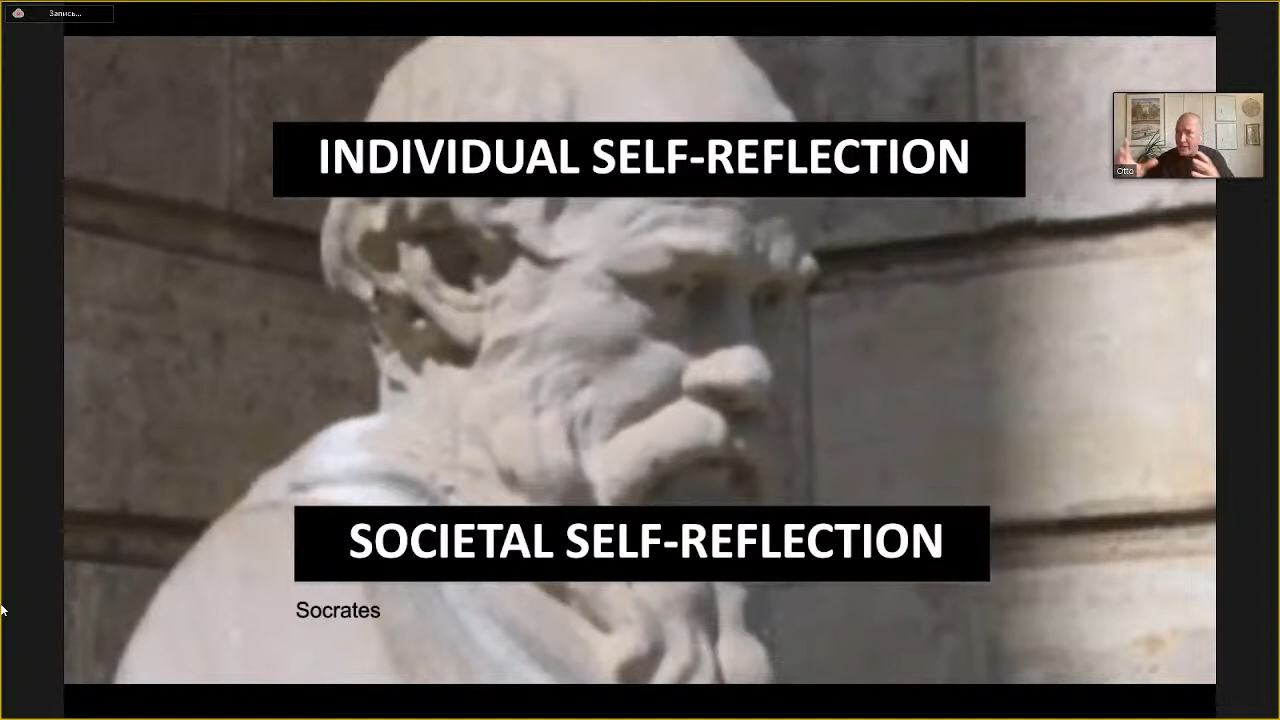 Запись...
INDIVIDUAL SELF-REFLECTION
Otto
SOCIETAL SELF-REFLECTION
Socrates